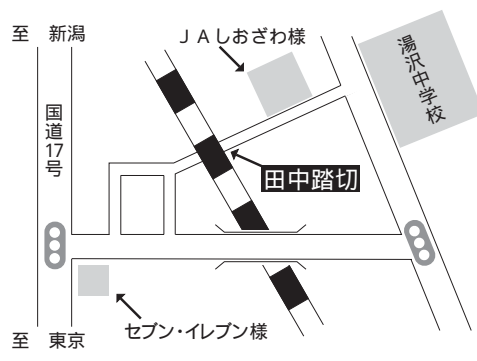 至 新潟
ＪＡしおざわ様
湯沢中学校
国道17号
田中踏切
セブン・イレブン様
至 東京